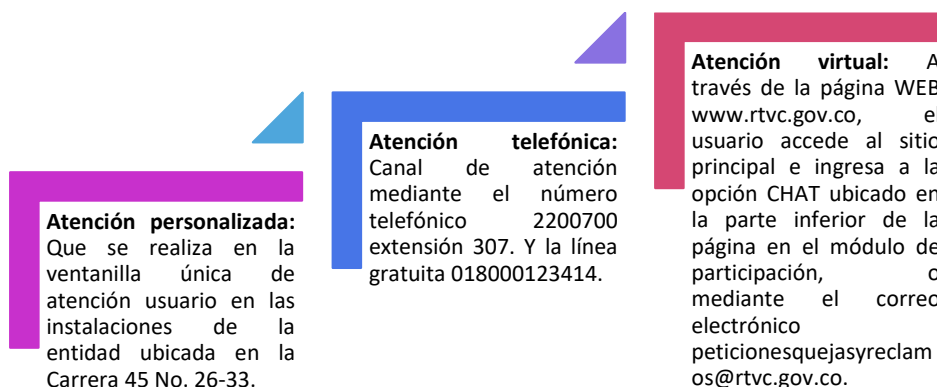 Atención personalizada:
Que se realiza en la
ventanilla única de
atención usuario en las
instalaciones de la
entidad ubicada en la
Carrera 45 No. 26-33.
Atención telefónica:
Canal de atención
mediante el número
telefónico 2200700
extensión 307. Y la línea
gratuita 018000123414.
Atención virtual: A
través de la página WEB
www.rtvc.gov.co, el
usuario accede al sitio
principal e ingresa a la
opción CHAT ubicado en
la parte inferior de la
página en el módulo de
participación, o
mediante el correo
electrónico
peticionesquejasyreclam
os@rtvc.gov.co.